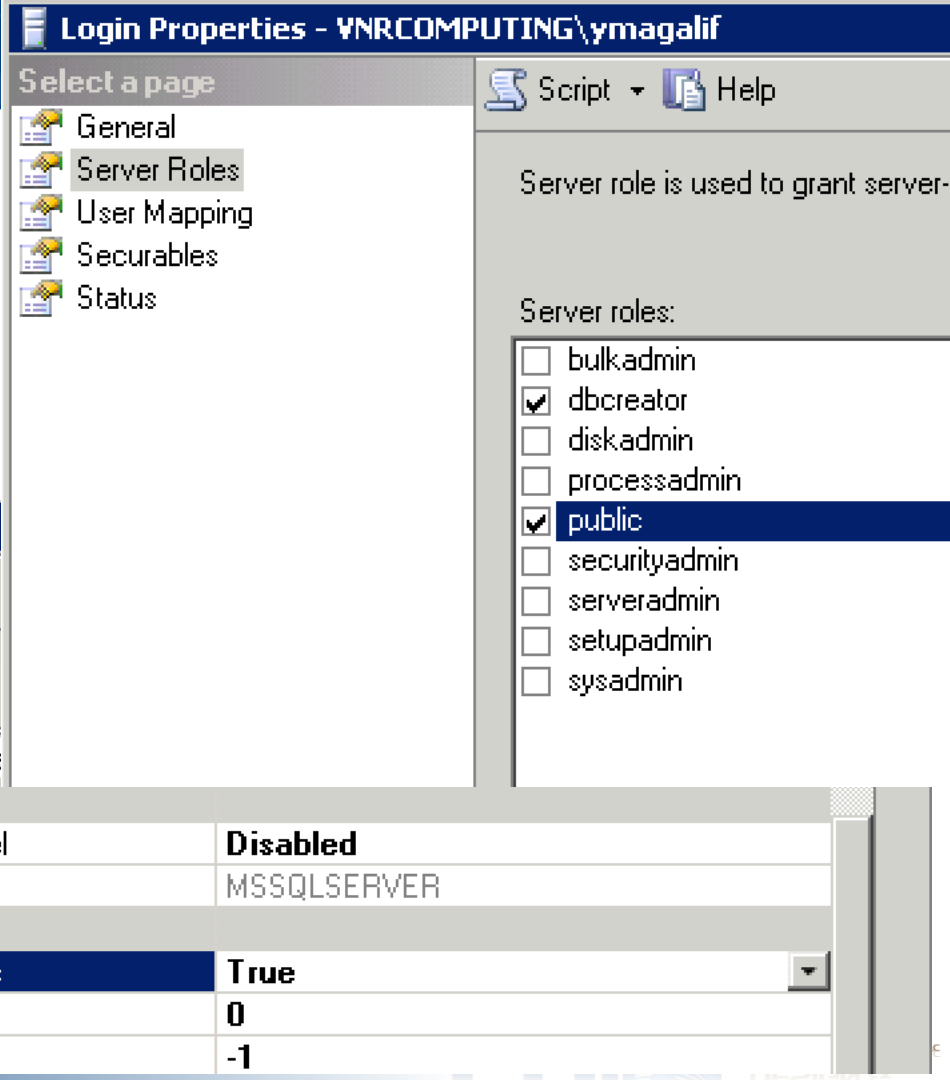 Login Properties - VNRCOMPUTING\ymagalif
Select a page
General
Server Roles
User Mapping
Securables
Status
Script
Help
Server role is used to grant server-
Server roles:
bulkadmin
dbcreator
diskadmin
processadmin
public
securityadmin
serveradmin
setupadmin
sysadmin
Disabled
MSSQLSERVER
True
0
-1